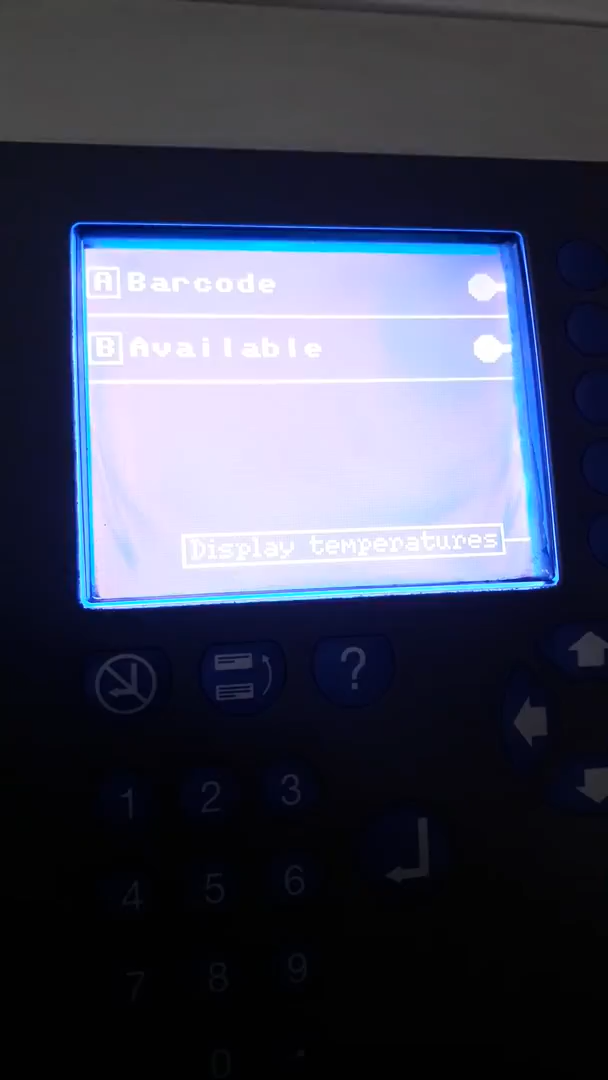 A Barcode
B Available
Display temperatures
?
1 2 3
4 5 6
7 8 9
0 .